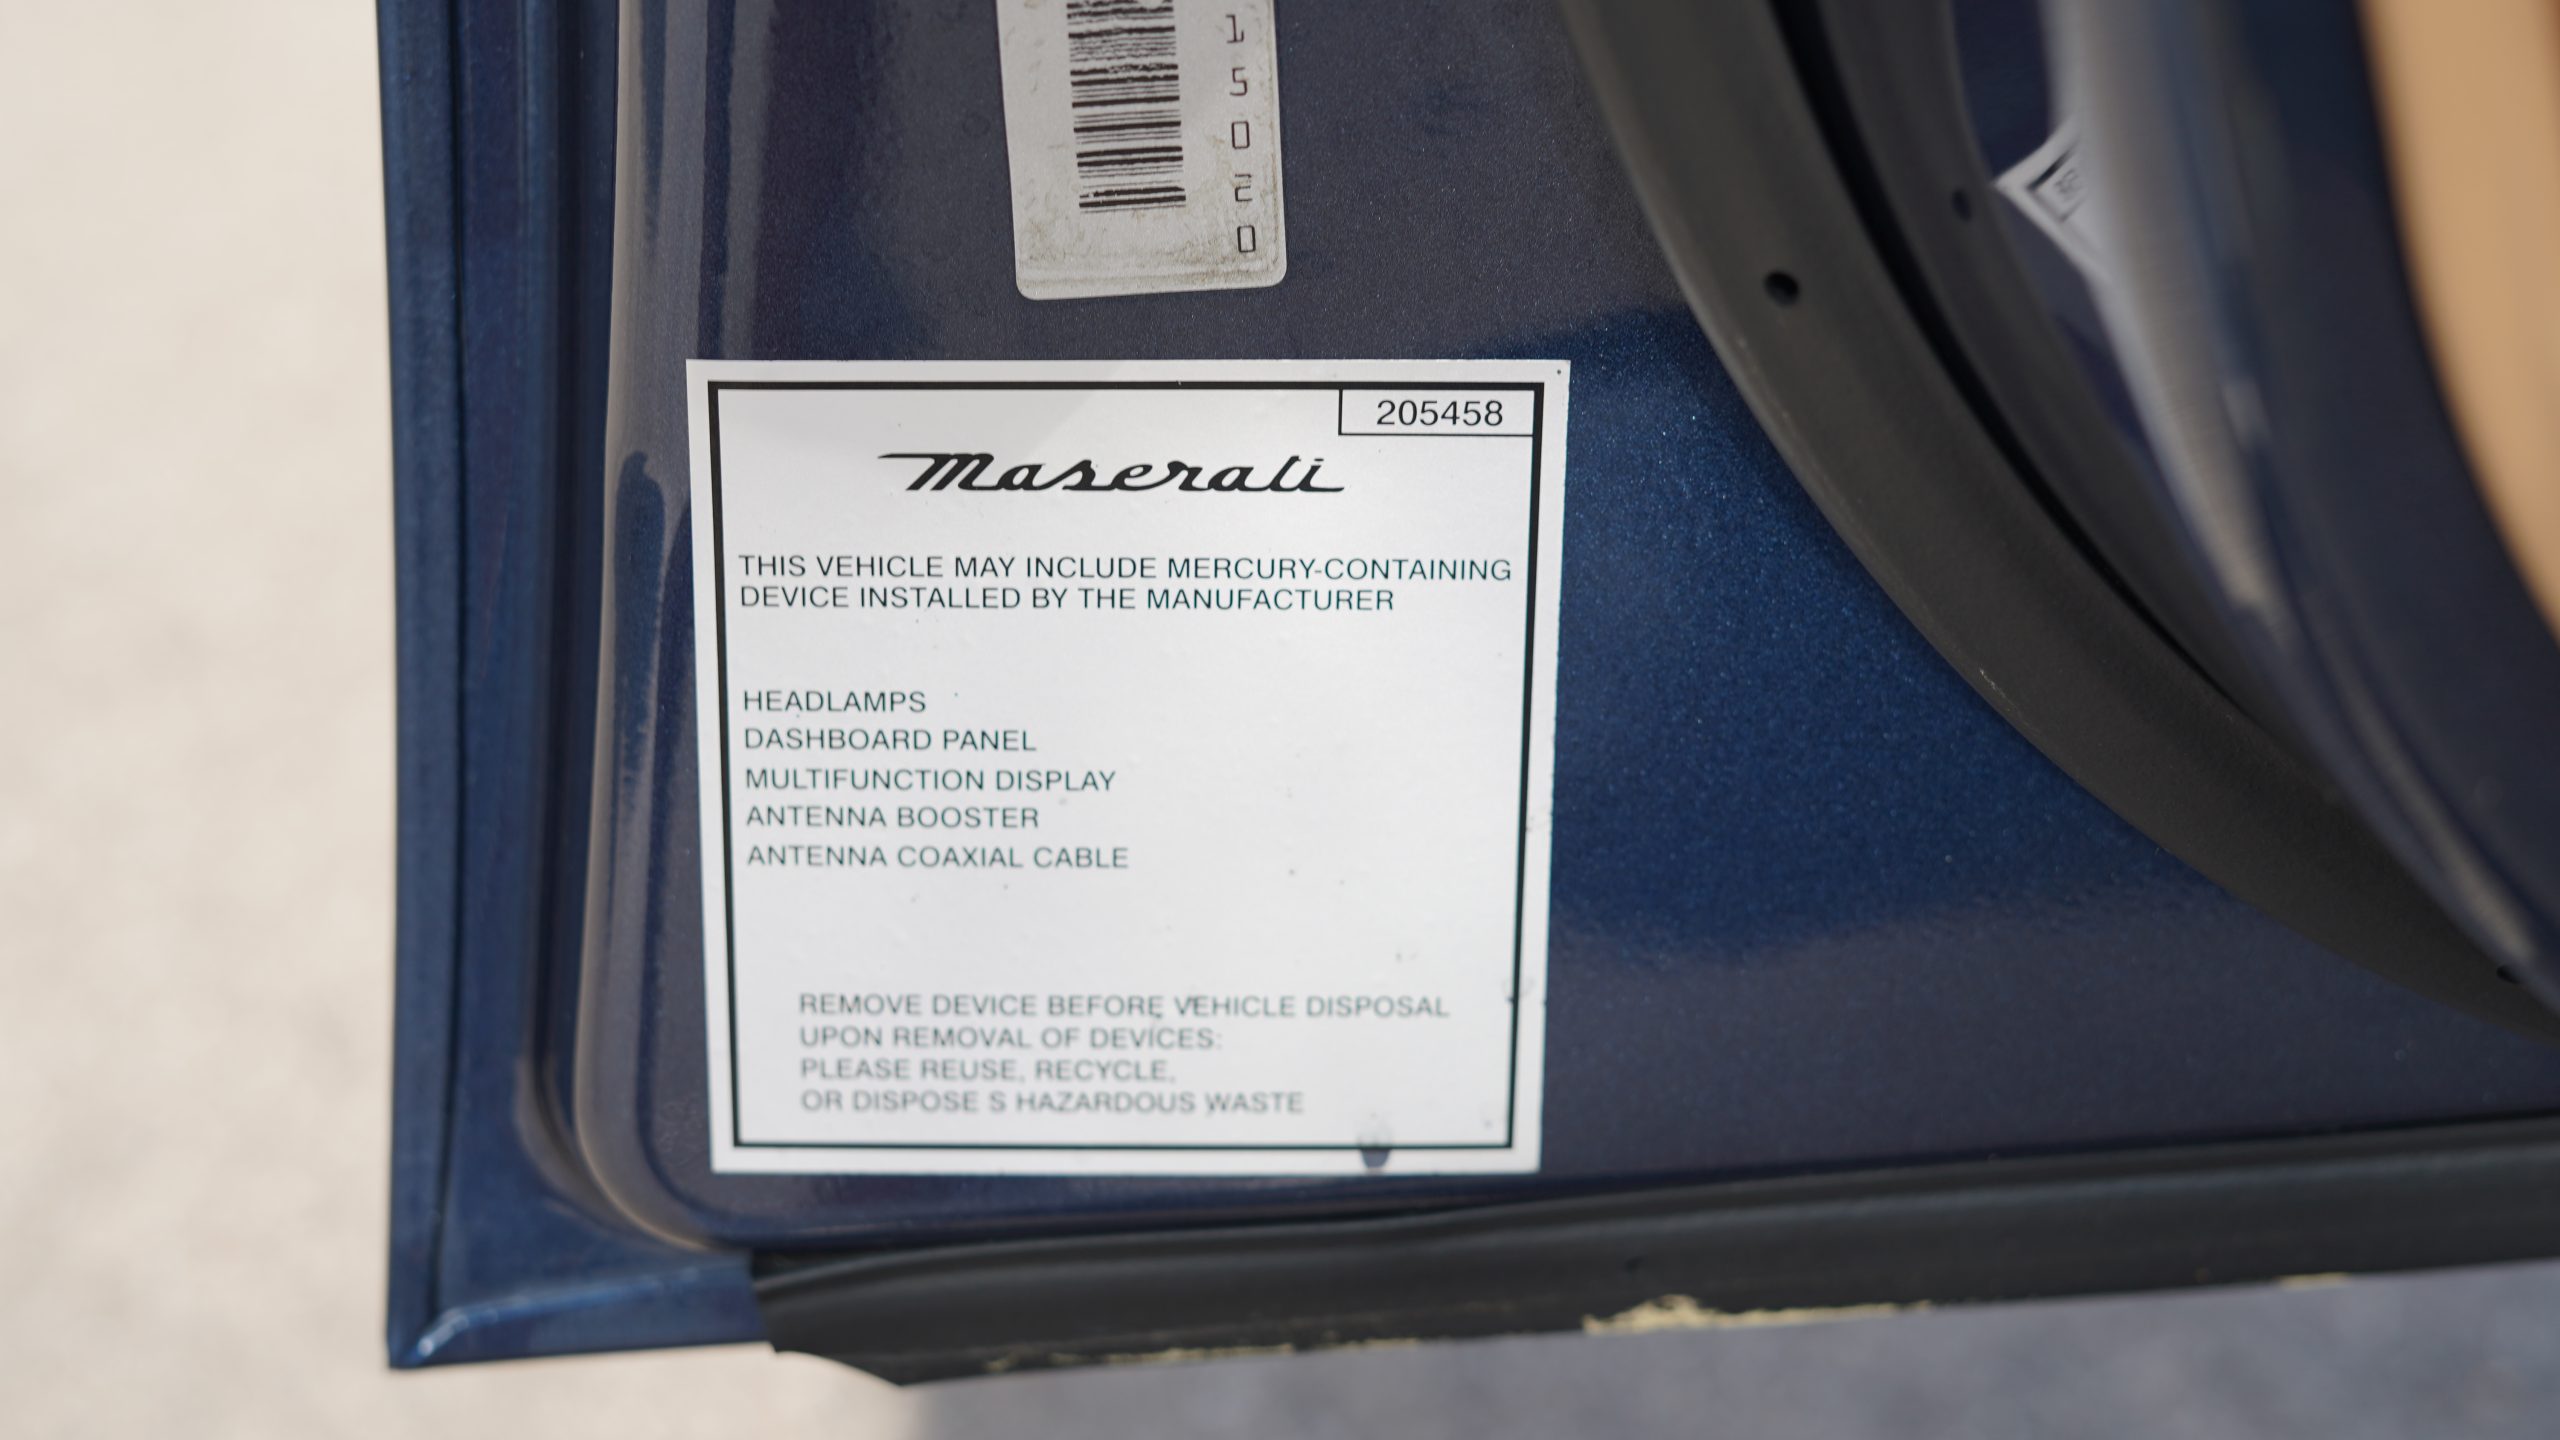 15020
205458
Maserati
THIS VEHICLE MAY INCLUDE MERCURY-CONTAINING
DEVICE INSTALLED BY THE MANUFACTURER
HEADLAMPS
DASHBOARD PANEL
MULTIFUNCTION DISPLAY
ANTENNA BOOSTER
ANTENNA COAXIAL CABLE
REMOVE DEVICE BEFORE VEHICLE DISPOSAL
UPON REMOVAL OF DEVICES:
PLEASE REUSE, RECYCLE,
OR DISPOSE S HAZARDOUS WASTE